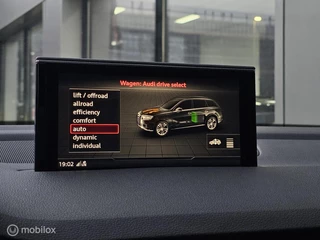 Wagen: Audi drive select
lift / offroad
allroad
efficiency
comfort
auto
dynamic
individual
19:02
mobilox